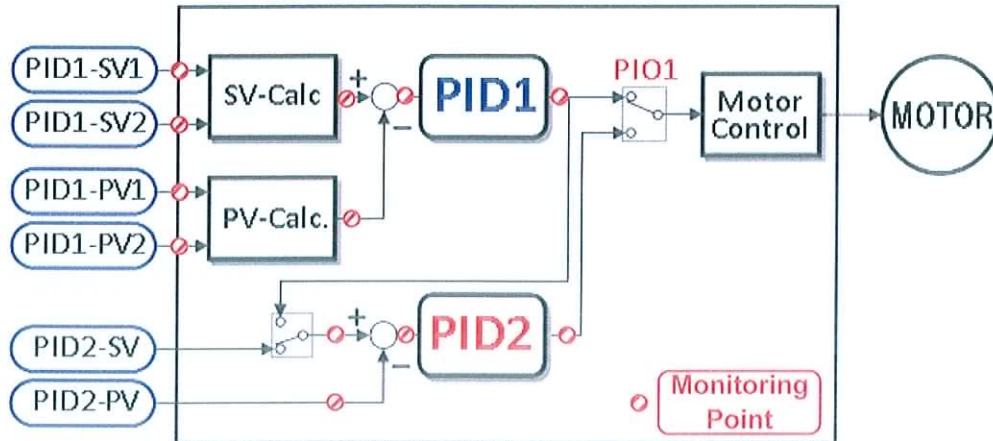 PID1-SV1
PID1-SV2
PID1-PV1
PID1-PV2
PID2-SV
PID2-PV
SV-Calc
PV-Calc.
+
−
PID1
PIO1
Motor
Control
MOTOR
+
−
PID2
Monitoring
Point